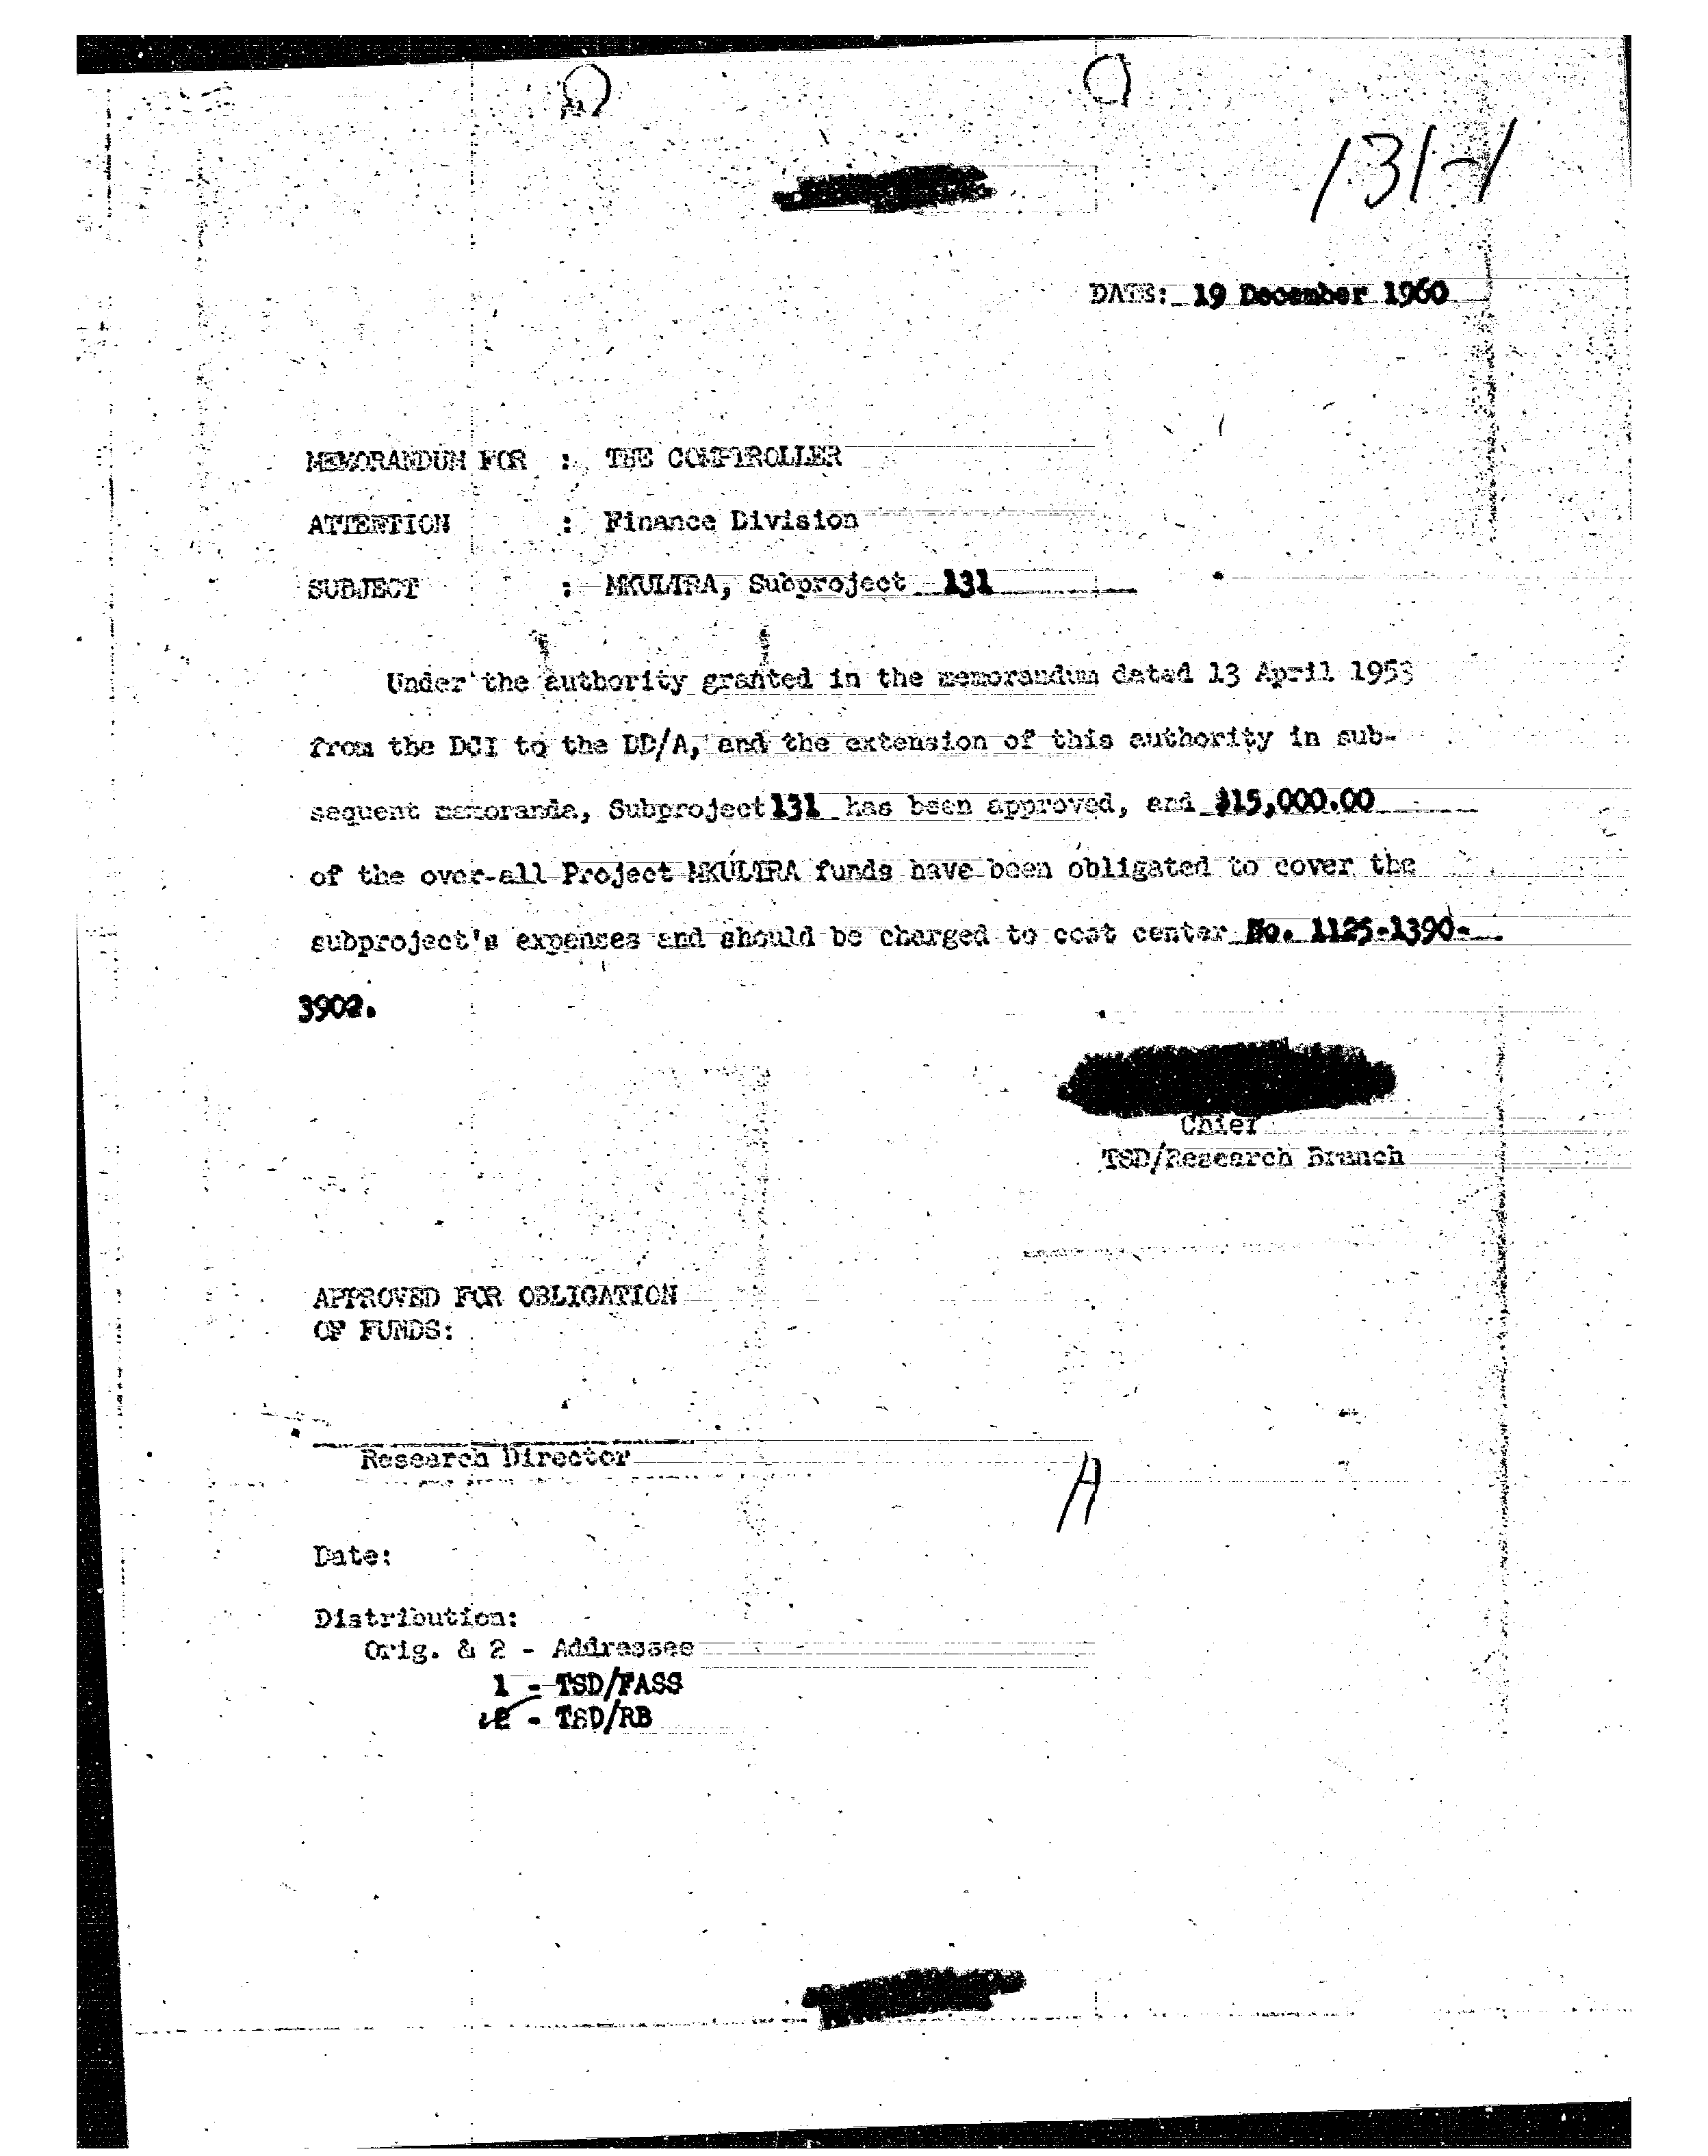 131-1
DATE: 19 December 1960
MEMORANDUM FOR : THE COMPTROLLER
ATTENTION : Finance Division
SUBJECT : MKULTRA, Subproject 131
Under the authority granted in the memorandum dated 13 April 1953
from the DCI to the DD/A, and the extension of this authority in sub-
sequent memoranda, Subproject 131 has been approved, and $15,000.00
of the over-all Project MKULTRA funds have been obligated to cover the
subproject's expenses and should be charged to cost center No. 1125-1390-
3902.
Chief
TSD/Research Branch
APPROVED FOR OBLIGATION
OF FUNDS:
Research Director
A
Date:
Distribution:
Orig. & 2 - Addresses
1 - TSD/FASS
2 - TSD/RB